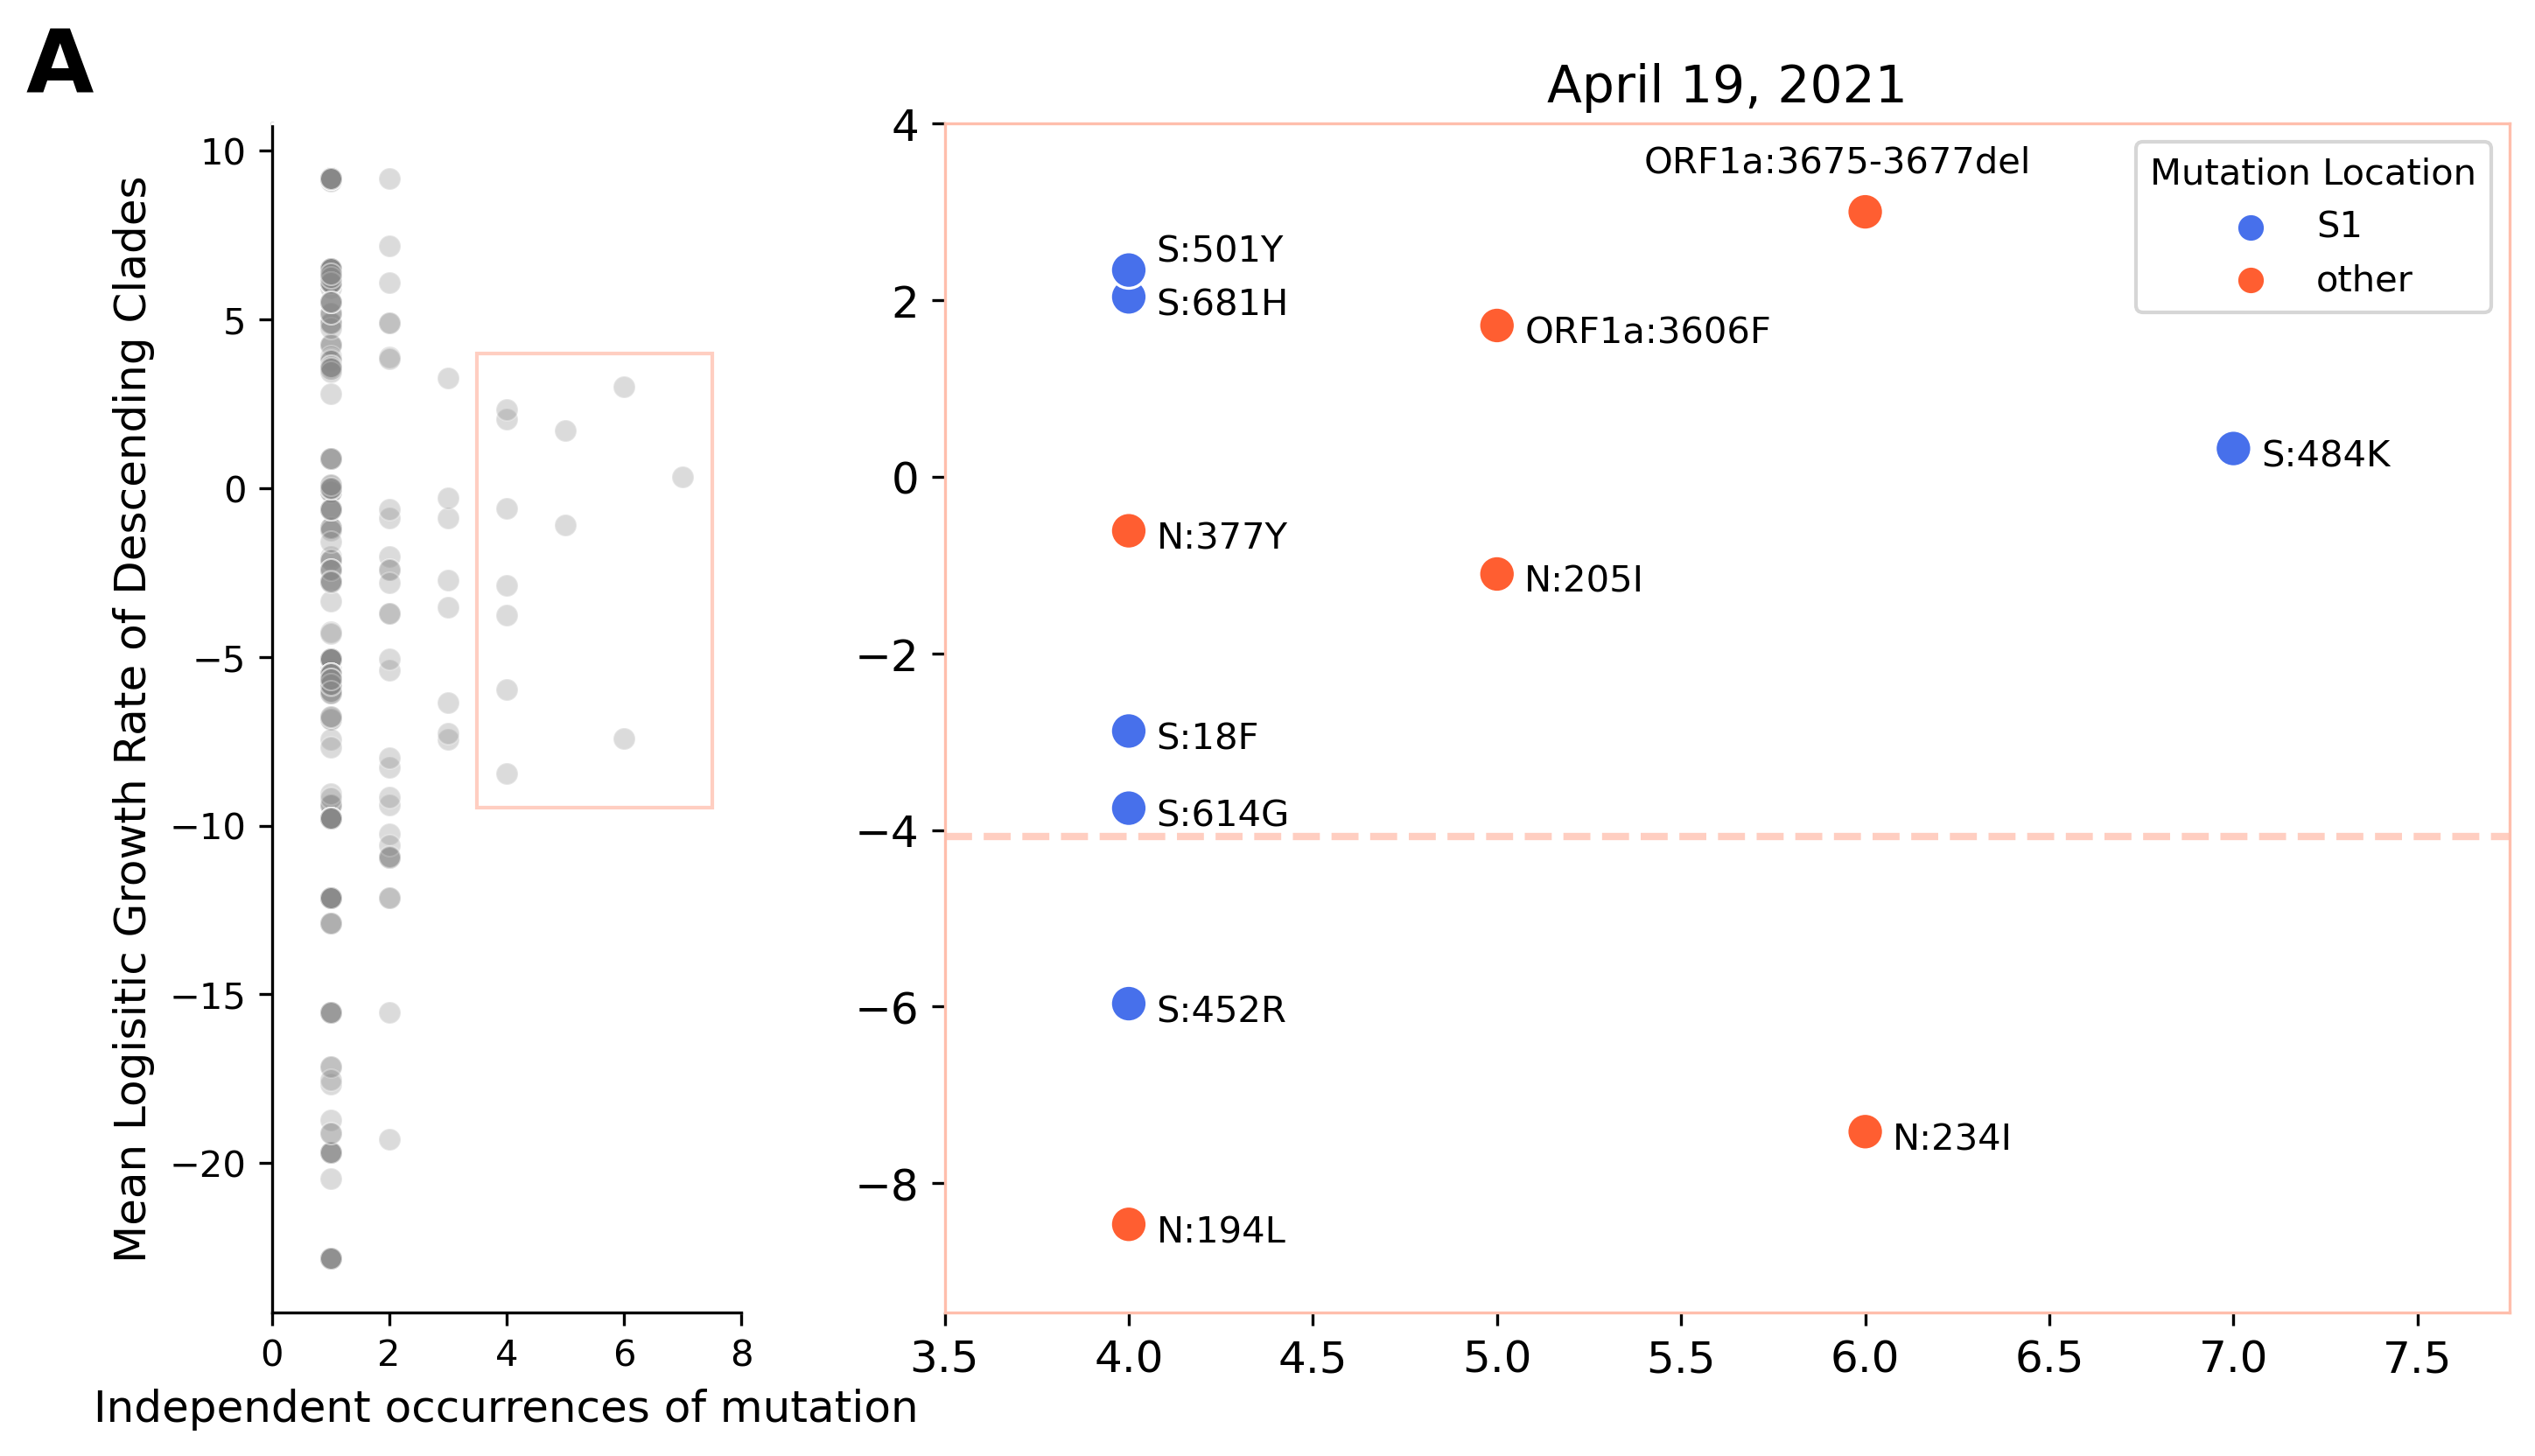 A
April 19, 2021
Mean Logisitic Growth Rate of Descending Clades
10
5
0
−5
−10
−15
−20
0 2 4 6 8
Independent occurrences of mutation
4
2
0
−2
−4
−6
−8
3.5 4.0 4.5 5.0 5.5 6.0 6.5 7.0 7.5
ORF1a:3675-3677del
S:501Y
S:681H
ORF1a:3606F
S:484K
N:377Y
N:205I
S:18F
S:614G
S:452R
N:234I
N:194L
Mutation Location
S1
other